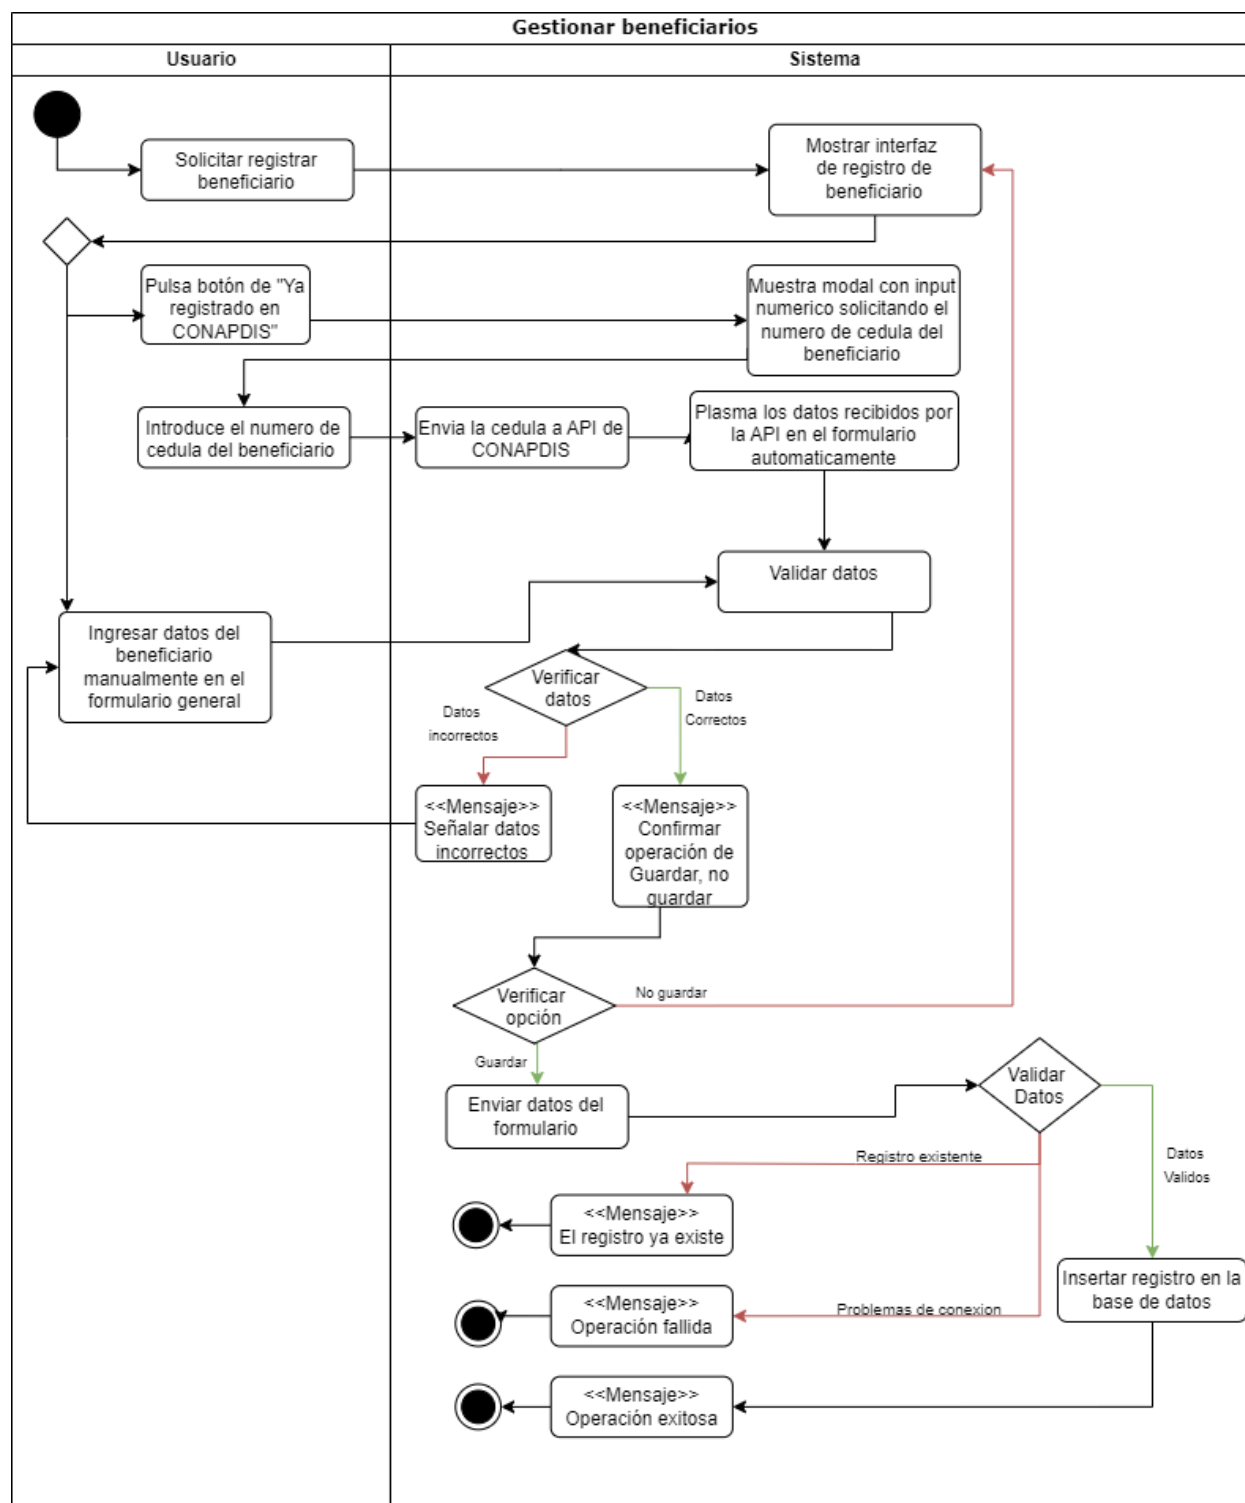 Gestionar beneficiarios
Usuario
Sistema
Solicitar registrar
beneficiario
Mostrar interfaz
de registro de
beneficiario
Pulsa botón de "Ya
registrado en
CONAPDIS"
Muestra modal con input
numerico solicitando el
numero de cedula del
beneficiario
Introduce el numero de
cedula del beneficiario
Envia la cedula a API de
CONAPDIS
Plasma los datos recibidos por
la API en el formulario
automaticamente
Validar datos
Ingresar datos del
beneficiario
manualmente en el
formulario general
Verificar
datos
Datos
incorrectos
Datos
Correctos
<<Mensaje>>
Señalar datos
incorrectos
<<Mensaje>>
Confirmar
operación de
Guardar, no
guardar
Verificar
opción
No guardar
Guardar
Enviar datos del
formulario
Validar
Datos
Registro existente
Datos
Validos
<<Mensaje>>
El registro ya existe
Insertar registro en la
base de datos
Problemas de conexion
<<Mensaje>>
Operación fallida
<<Mensaje>>
Operación exitosa